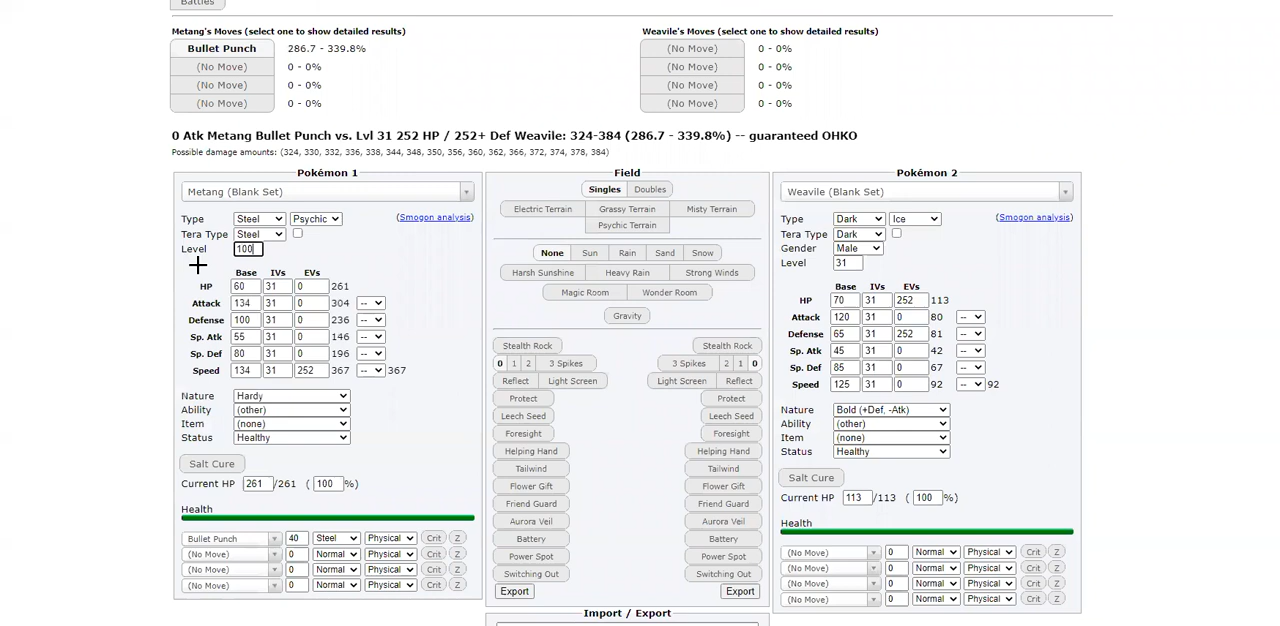 Battles
Metang's Moves (select one to show detailed results)
Bullet Punch 286.7 - 339.8%
(No Move) 0 - 0%
(No Move) 0 - 0%
(No Move) 0 - 0%
Weavile's Moves (select one to show detailed results)
(No Move) 0 - 0%
(No Move) 0 - 0%
(No Move) 0 - 0%
(No Move) 0 - 0%
0 Atk Metang Bullet Punch vs. Lvl 31 252 HP / 252+ Def Weavile: 324-384 (286.7 - 339.8%) -- guaranteed OHKO
Possible damage amounts: (324, 330, 332, 336, 338, 344, 348, 350, 356, 360, 362, 366, 372, 374, 378, 384)
Pokémon 1
Metang (Blank Set)
Type Steel Psychic (Smogon analysis)
Tera Type Steel
Level 100
Base IVs EVs
HP 60 31 0 261
Attack 134 31 0 304 --
Defense 100 31 0 236 --
Sp. Atk 55 31 0 146 --
Sp. Def 80 31 0 196 --
Speed 134 31 252 367 -- 367
Nature Hardy
Ability (other)
Item (none)
Status Healthy
Salt Cure
Current HP 261 /261 ( 100 %)
Health
Bullet Punch 40 Steel Physical Crit Z
(No Move) 0 Normal Physical Crit Z
(No Move) 0 Normal Physical Crit Z
(No Move) 0 Normal Physical Crit Z
Field
Singles Doubles
Electric Terrain Grassy Terrain Misty Terrain
Psychic Terrain
None Sun Rain Sand Snow
Harsh Sunshine Heavy Rain Strong Winds
Magic Room Wonder Room
Gravity
Stealth Rock Stealth Rock
0 1 2 3 Spikes 3 Spikes 2 1 0
Reflect Light Screen Light Screen Reflect
Protect Protect
Leech Seed Leech Seed
Foresight Foresight
Helping Hand Helping Hand
Tailwind Tailwind
Flower Gift Flower Gift
Friend Guard Friend Guard
Aurora Veil Aurora Veil
Battery Battery
Power Spot Power Spot
Switching Out Switching Out
Export Export
Import / Export
Pokémon 2
Weavile (Blank Set)
Type Dark Ice (Smogon analysis)
Tera Type Dark
Gender Male
Level 31
Base IVs EVs
HP 70 31 252 113
Attack 120 31 0 80 --
Defense 65 31 252 81 --
Sp. Atk 45 31 0 42 --
Sp. Def 85 31 0 67 --
Speed 125 31 0 92 -- 92
Nature Bold (+Def, -Atk)
Ability (other)
Item (none)
Status Healthy
Salt Cure
Current HP 113 /113 ( 100 %)
Health
(No Move) 0 Normal Physical Crit Z
(No Move) 0 Normal Physical Crit Z
(No Move) 0 Normal Physical Crit Z
(No Move) 0 Normal Physical Crit Z